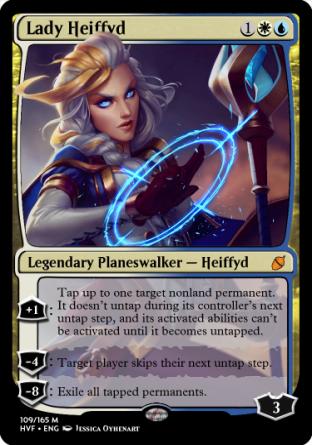 Lady Heiffyd 1
Legendary Planeswalker — Heiffyd
+1: Tap up to one target nonland permanent.
It doesn't untap during its controller's next
untap step, and its activated abilities can't
be activated until it becomes untapped.
-4: Target player skips their next untap step.
-8: Exile all tapped permanents.
3
109/165 M
HVF • ENG Jessica Oyhenart